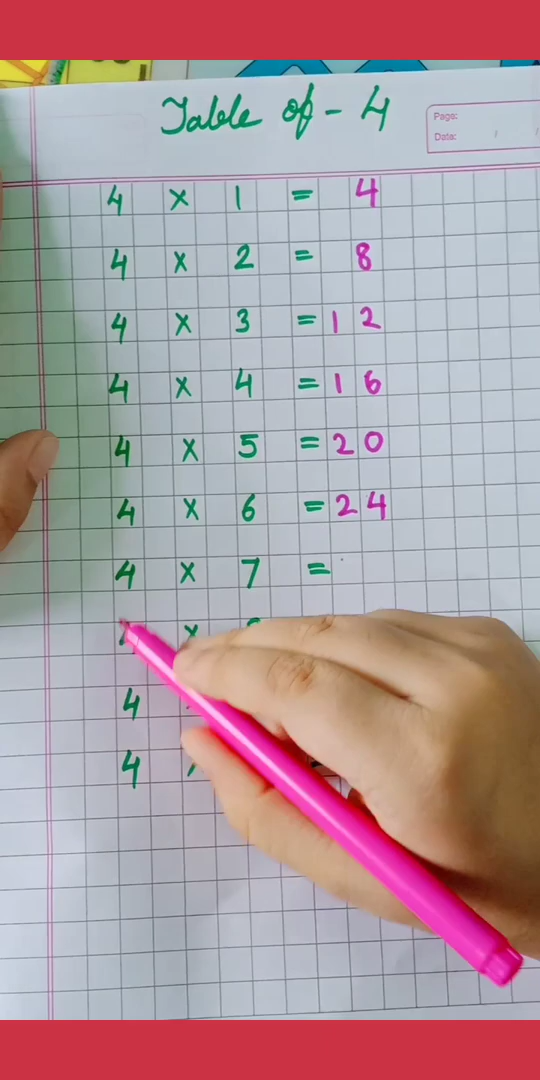 Table of - 4
Page:
Date: / /
4 × 1 = 4
4 × 2 = 8
4 × 3 = 12
4 × 4 = 16
4 × 5 = 20
4 × 6 = 24
4 × 7 =
×
4
4